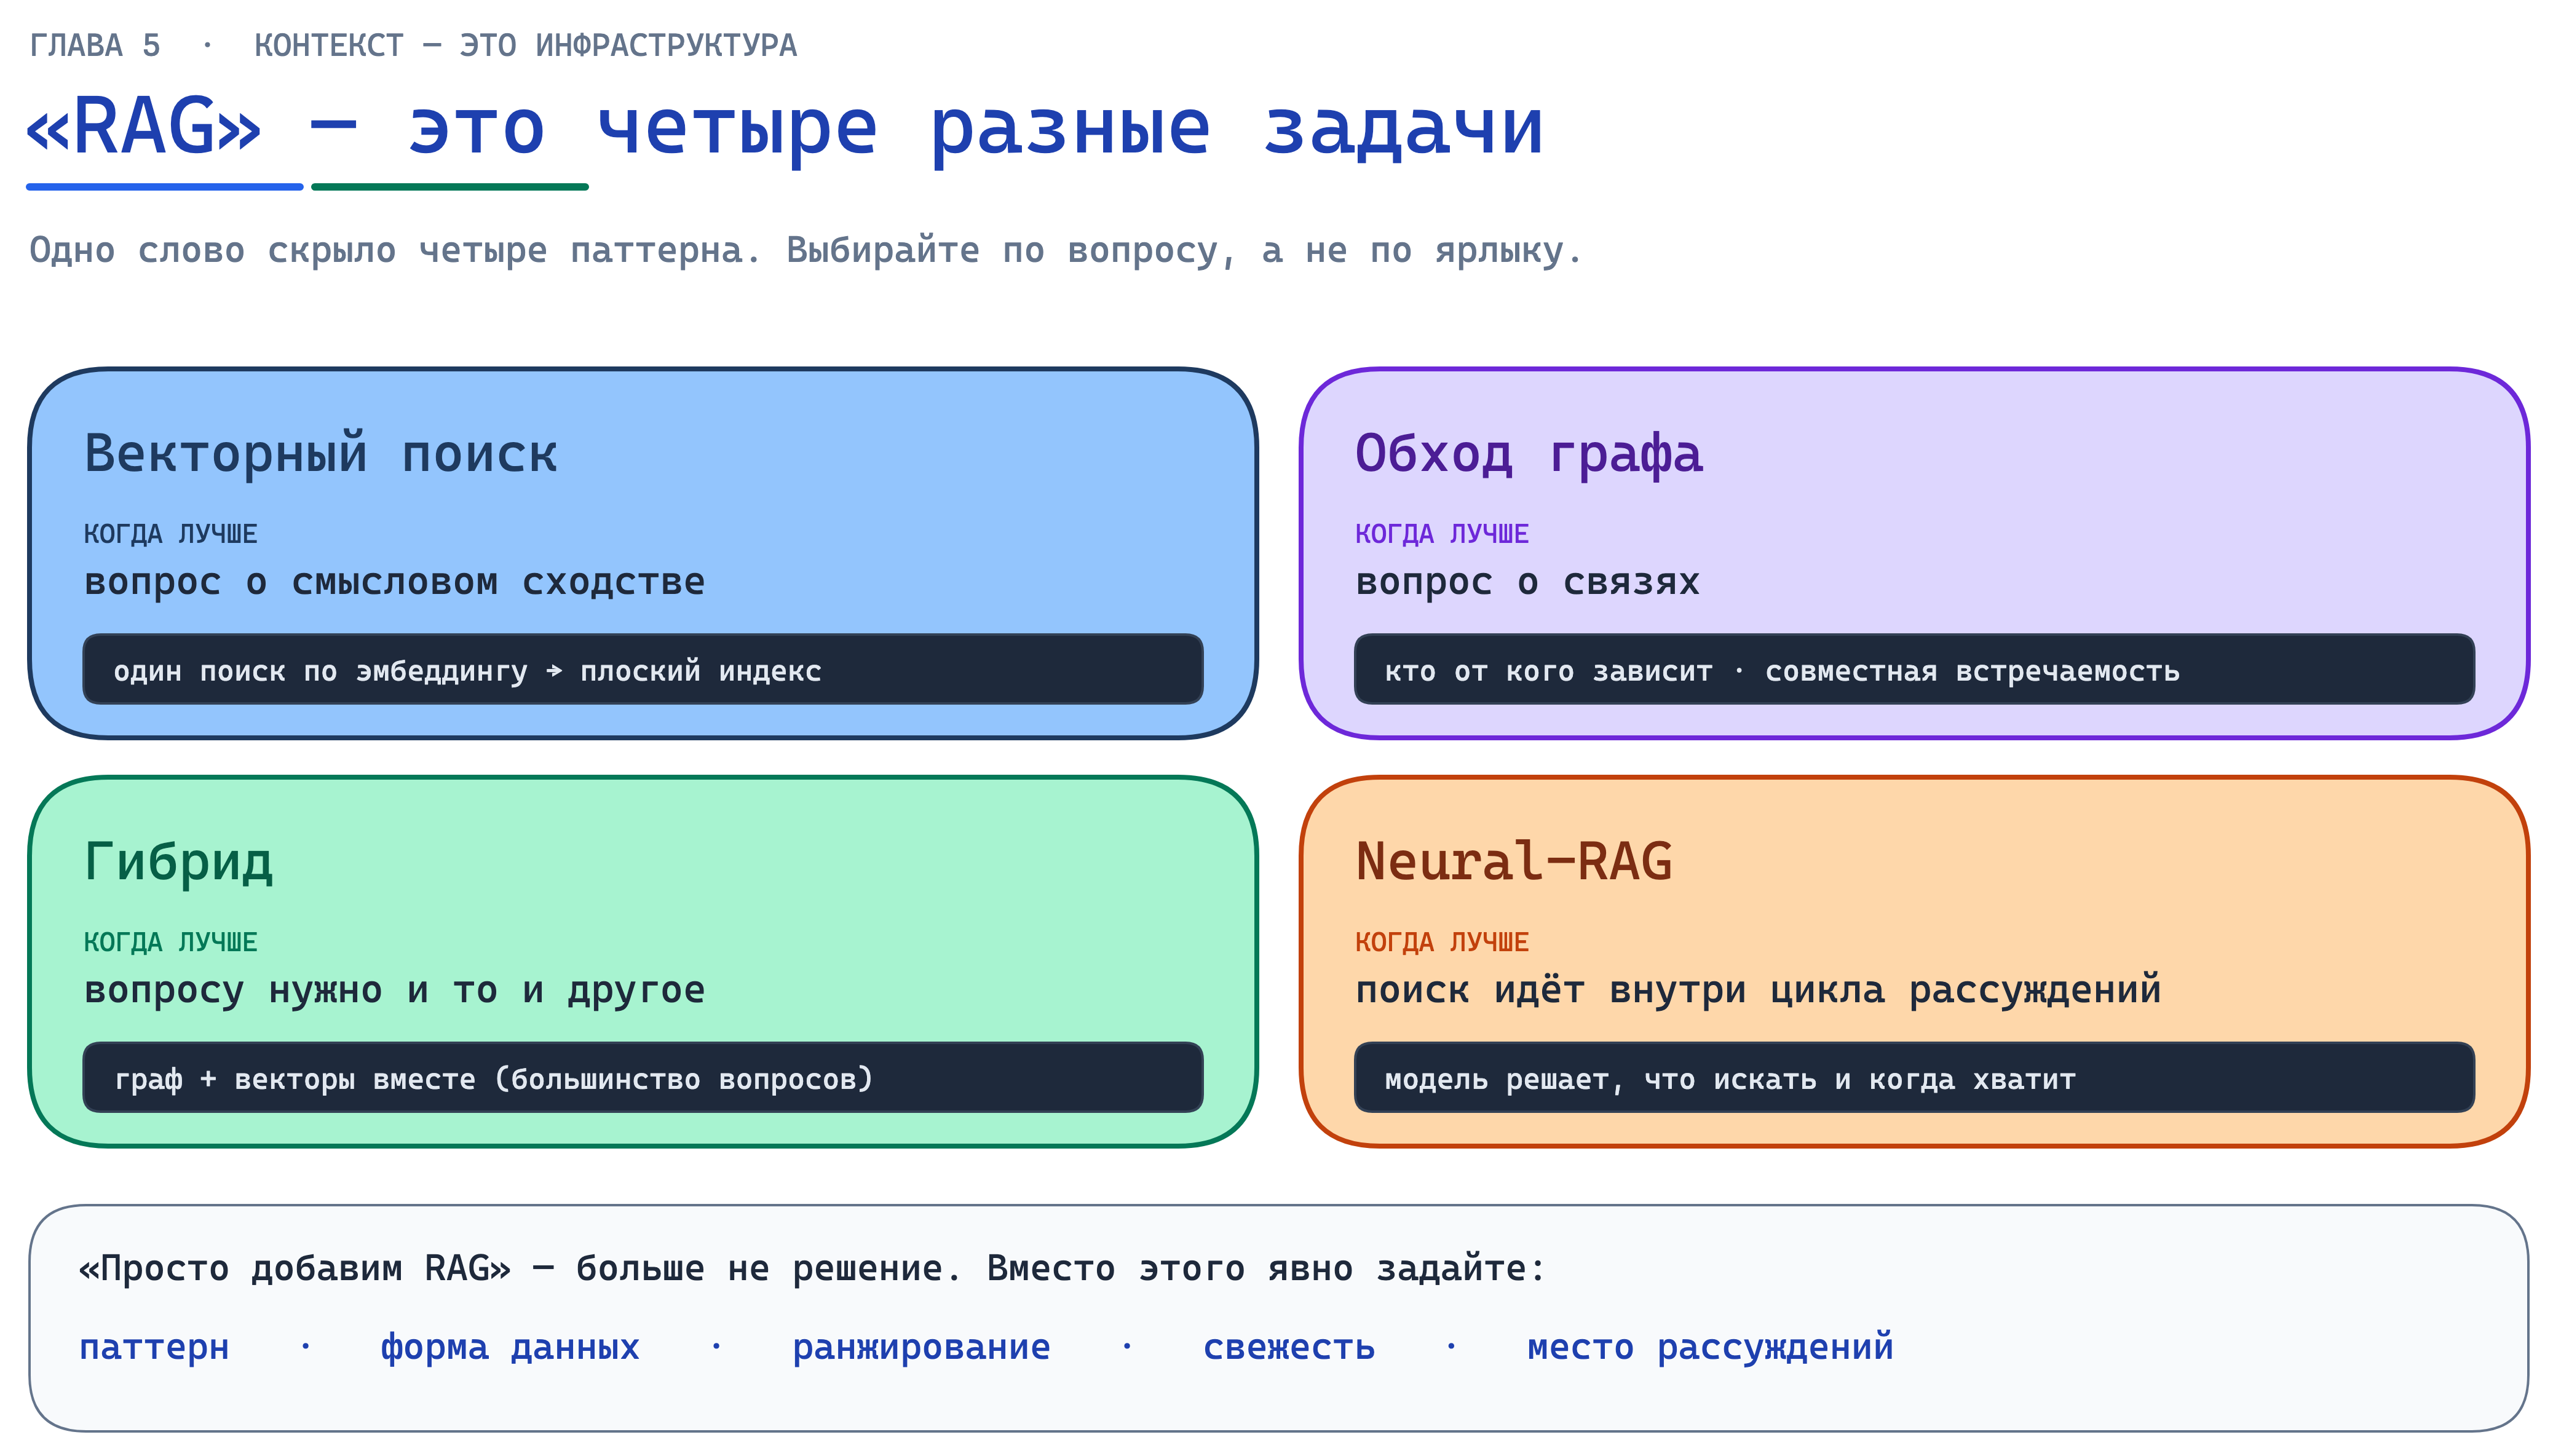 ГЛАВА 5 · КОНТЕКСТ — ЭТО ИНФРАСТРУКТУРА
«RAG» — это четыре разные задачи
Одно слово скрыло четыре паттерна. Выбирайте по вопросу, а не по ярлыку.
Векторный поиск
КОГДА ЛУЧШЕ
вопрос о смысловом сходстве
один поиск по эмбеддингу → плоский индекс
Обход графа
КОГДА ЛУЧШЕ
вопрос о связях
кто от кого зависит · совместная встречаемость
Гибрид
КОГДА ЛУЧШЕ
вопросу нужно и то и другое
граф + векторы вместе (большинство вопросов)
Neural-RAG
КОГДА ЛУЧШЕ
поиск идёт внутри цикла рассуждений
модель решает, что искать и когда хватит
«Просто добавим RAG» — больше не решение. Вместо этого явно задайте:
паттерн · форма данных · ранжирование · свежесть · место рассуждений